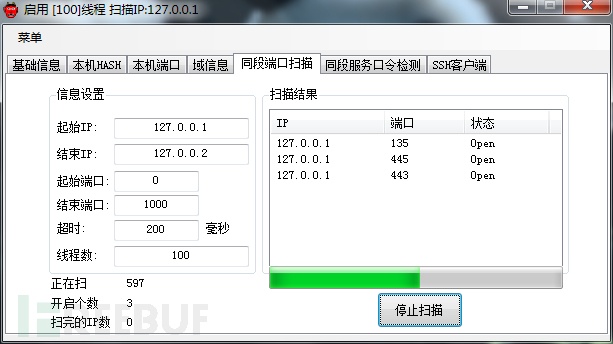 启用 [100]线程 扫描IP:127.0.0.1
菜单
基础信息 本机HASH 本机端口 域信息 同段端口扫描 同段服务口令检测 SSH客户端
信息设置
起始IP: 127.0.0.1
结束IP: 127.0.0.2
起始端口: 0
结束端口: 1000
超时: 200 毫秒
线程数: 100
正在扫 597
开启个数 3
扫完的IP数 0
扫描结果
IP 端口 状态
127.0.0.1 135 Open
127.0.0.1 445 Open
127.0.0.1 443 Open
停止扫描